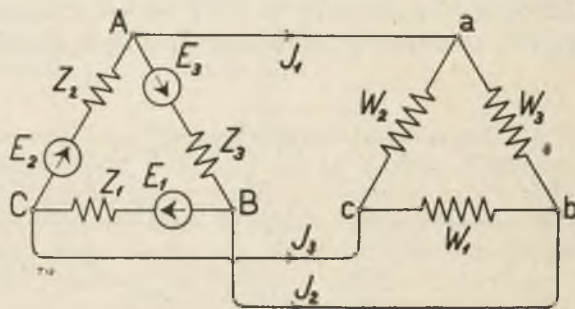 A a
J₁
E₃
Z₂ W₂ W₃
E₂ Z₃
Z₁ E₁
C B c b
W₁
J₃
J₂